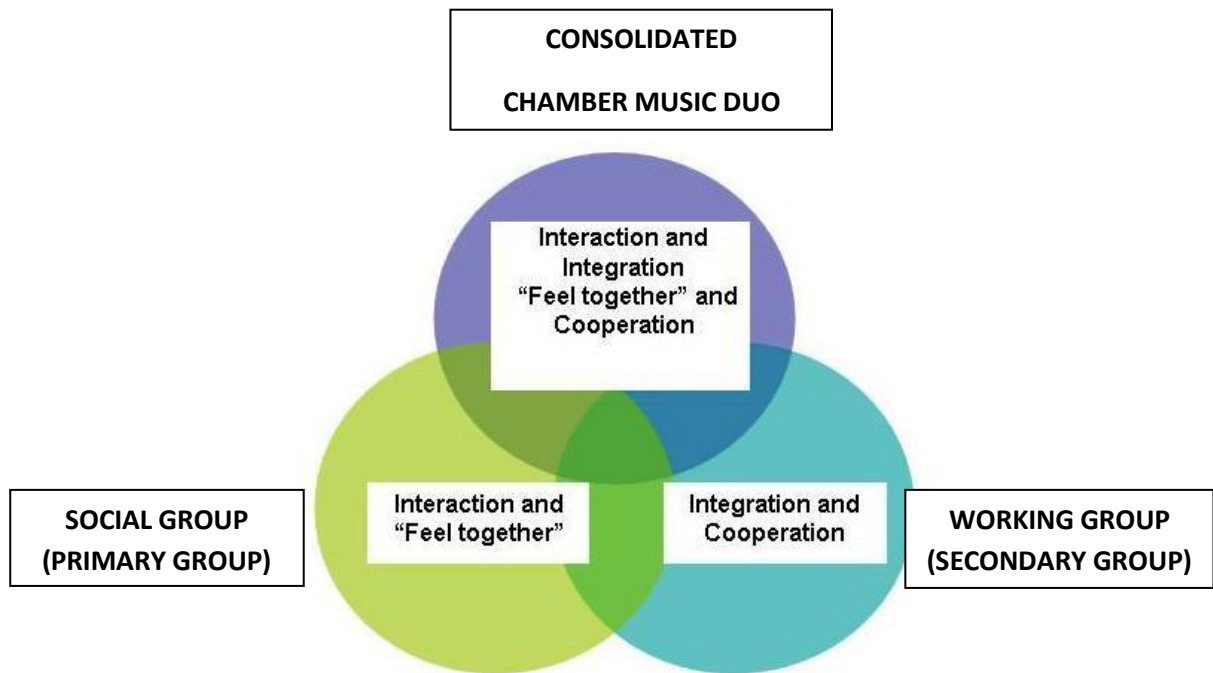 CONSOLIDATED
CHAMBER MUSIC DUO
Interaction and
Integration
“Feel together” and
Cooperation
Interaction and
“Feel together”
Integration and
Cooperation
SOCIAL GROUP
(PRIMARY GROUP)
WORKING GROUP
(SECONDARY GROUP)